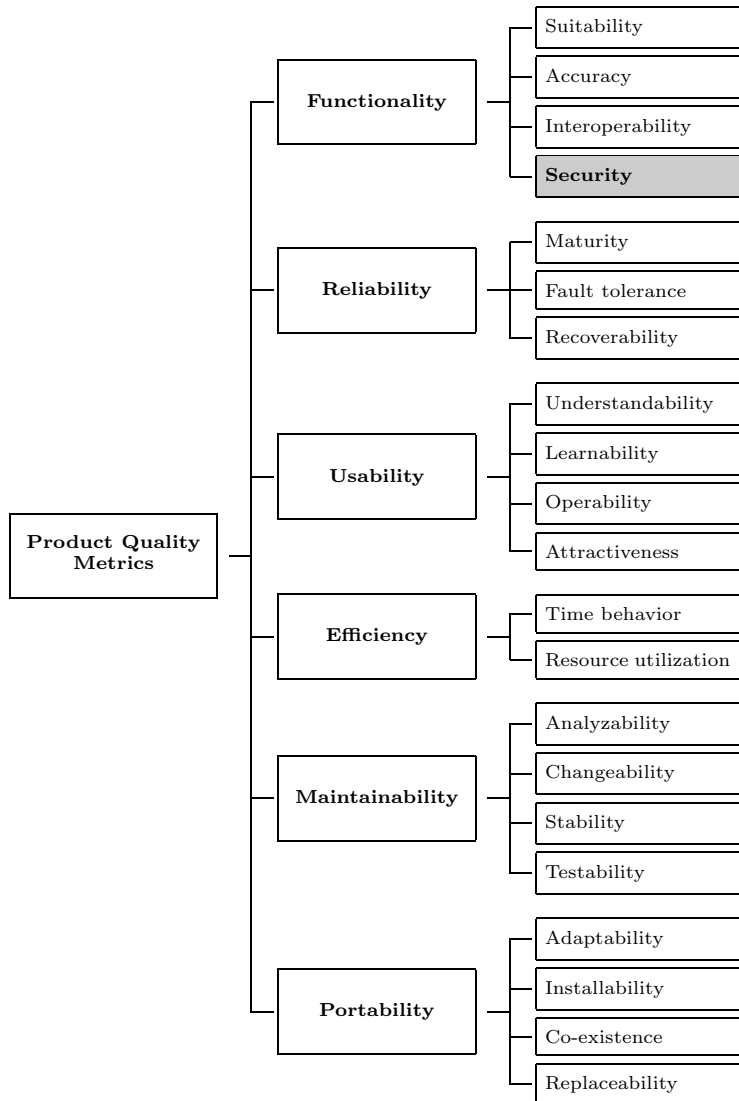 Product Quality
Metrics
Functionality
Suitability
Accuracy
Interoperability
Security
Reliability
Maturity
Fault tolerance
Recoverability
Usability
Understandability
Learnability
Operability
Attractiveness
Efficiency
Time behavior
Resource utilization
Maintainability
Analyzability
Changeability
Stability
Testability
Portability
Adaptability
Installability
Co-existence
Replaceability